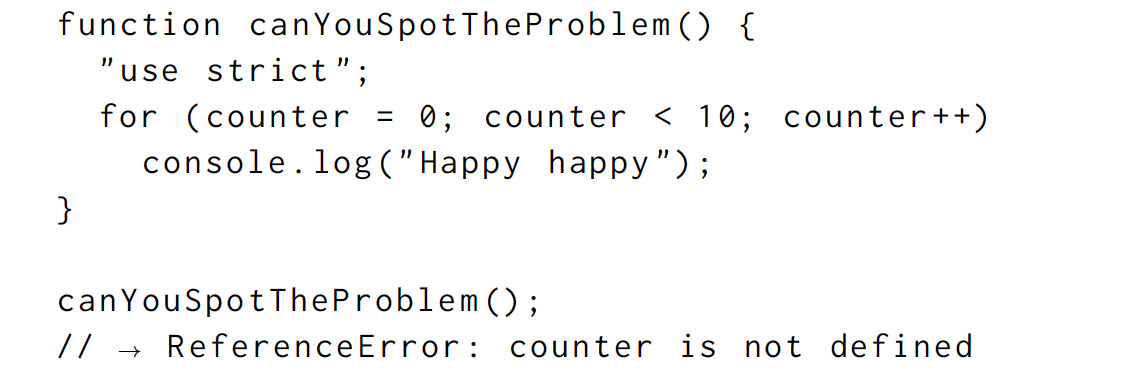 function canYouSpotTheProblem() {
  "use strict";
  for (counter = 0; counter < 10; counter++)
    console.log("Happy happy");
}

canYouSpotTheProblem();
// → ReferenceError: counter is not defined